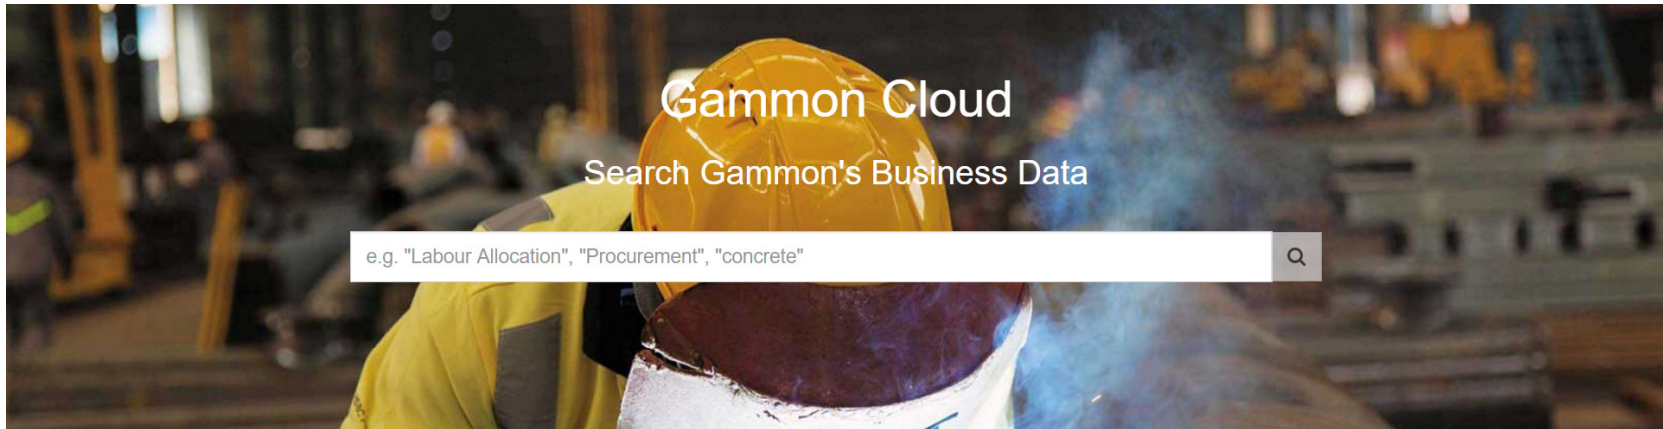 Gammon Cloud
Search Gammon's Business Data
e.g. "Labour Allocation", "Procurement", "concrete"